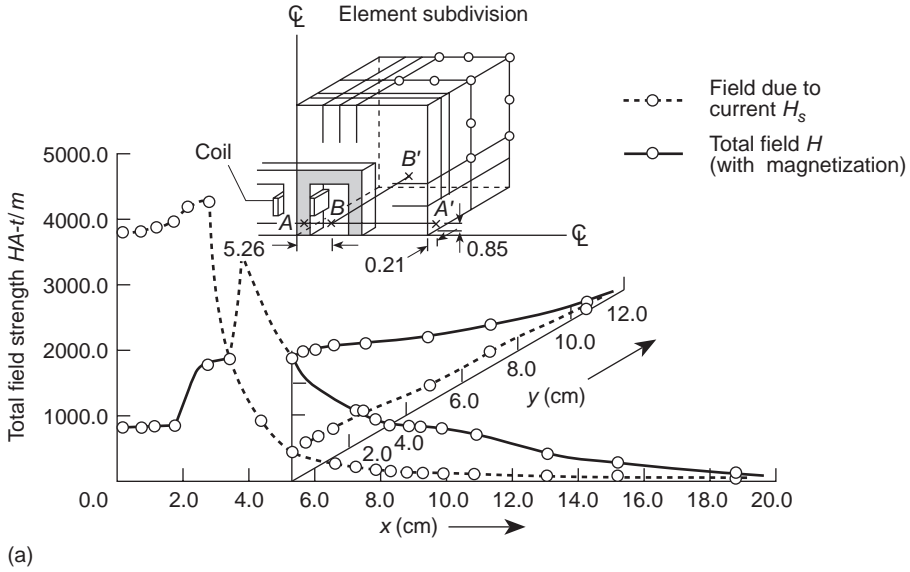 ℄ Element subdivision
Field due to
current Hs
Total field H
(with magnetization)
Coil
B'
A
B
A'
℄
5.26
0.21
0.85
Total field strength HA-t/m
5000.0
4000.0
3000.0
2000.0
1000.0
0.0
2.0
4.0
6.0
8.0
10.0
12.0
y (cm)
2.0
4.0
6.0
8.0
10.0
12.0
14.0
16.0
18.0
20.0
x (cm)
(a)